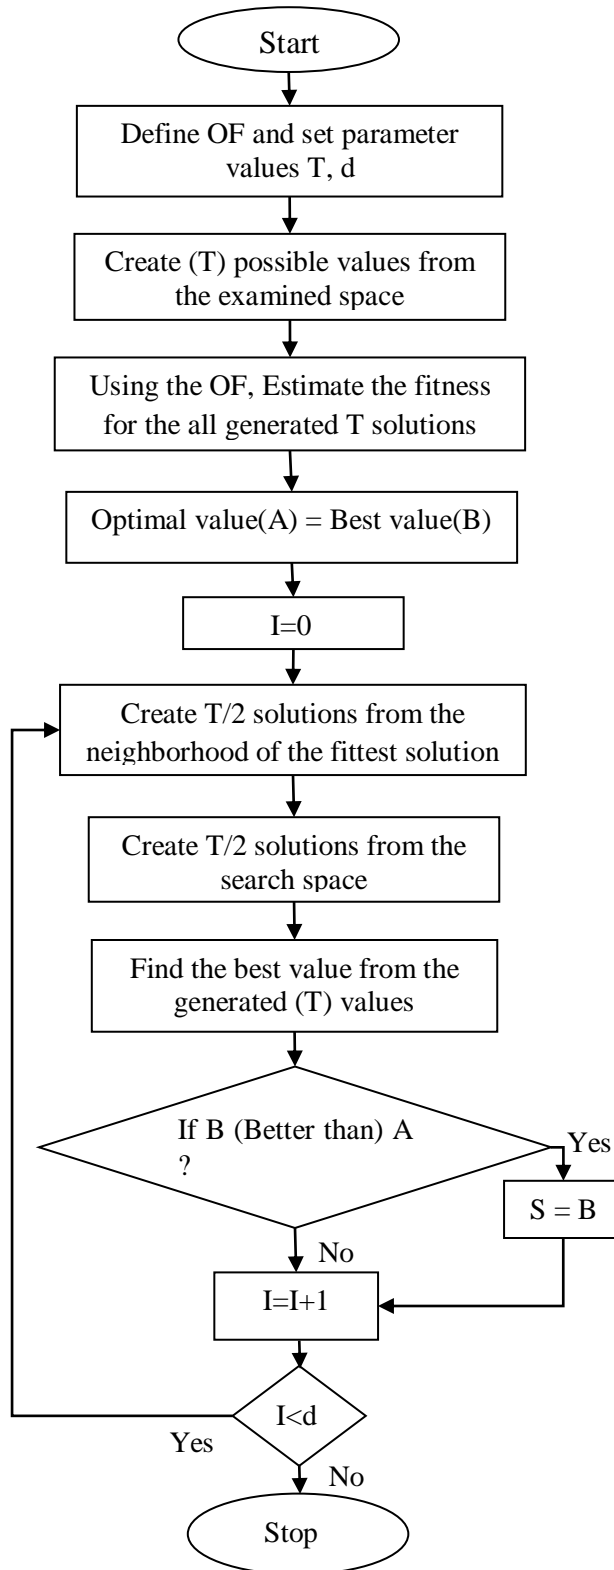 Start
Define OF and set parameter
values T, d
Create (T) possible values from
the examined space
Using the OF, Estimate the fitness
for the all generated T solutions
Optimal value(A) = Best value(B)
I=0
Create T/2 solutions from the
neighborhood of the fittest solution
Create T/2 solutions from the
search space
Find the best value from the
generated (T) values
If B (Better than) A
?
Yes
S = B
No
I=I+1
I<d
Yes
No
Stop